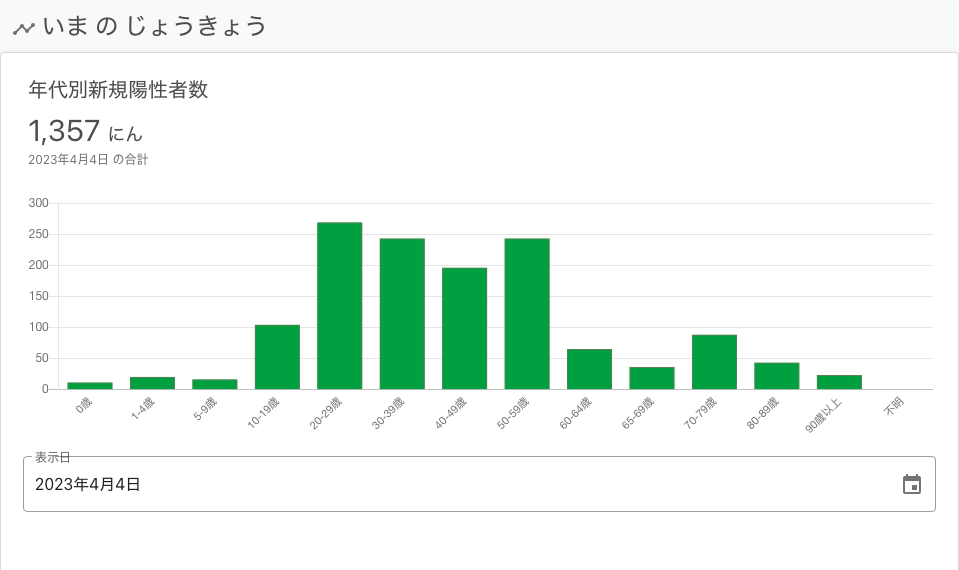 いま の じょうきょう
年代別新規陽性者数
1,357 にん
2023年4月4日 の合計
300
250
200
150
100
50
0
0歳
1-4歳
5-9歳
10-19歳
20-29歳
30-39歳
40-49歳
50-59歳
60-64歳
65-69歳
70-79歳
80-89歳
90歳以上
不明
表示日
2023年4月4日